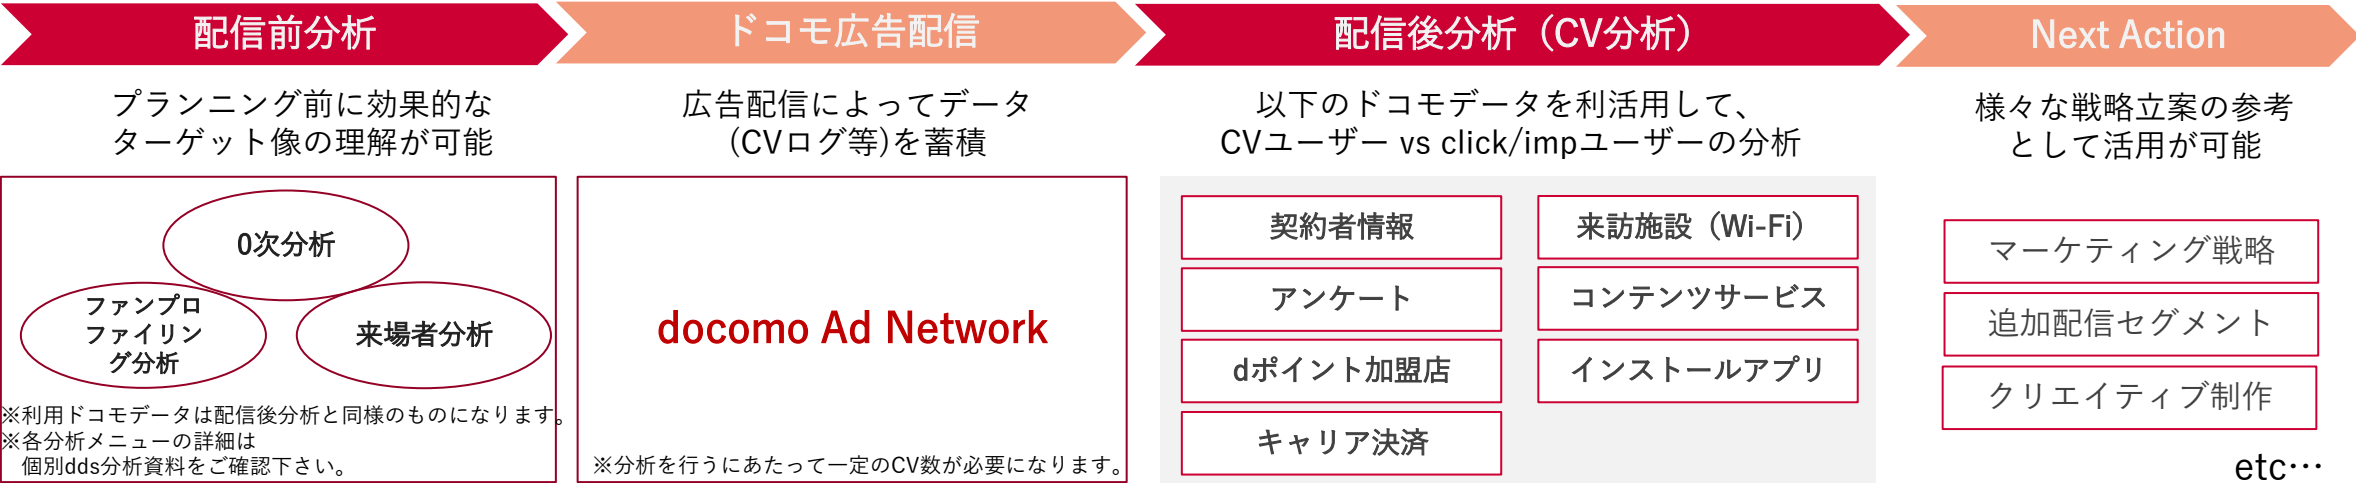 配信前分析
ドコモ広告配信
配信後分析（CV分析）
Next Action
プランニング前に効果的な
ターゲット像の理解が可能
広告配信によってデータ
(CVログ等)を蓄積
以下のドコモデータを利活用して、
CVユーザー vs click/impユーザーの分析
様々な戦略立案の参考
として活用が可能
0次分析
ファンプロ
ファイリン
グ分析
来場者分析
※利用ドコモデータは配信後分析と同様のものになります。
※各分析メニューの詳細は
個別dds分析資料をご確認下さい。
docomo Ad Network
※分析を行うにあたって一定のCV数が必要になります。
契約者情報
来訪施設（Wi-Fi）
アンケート
コンテンツサービス
dポイント加盟店
インストールアプリ
キャリア決済
マーケティング戦略
追加配信セグメント
クリエイティブ制作
etc…